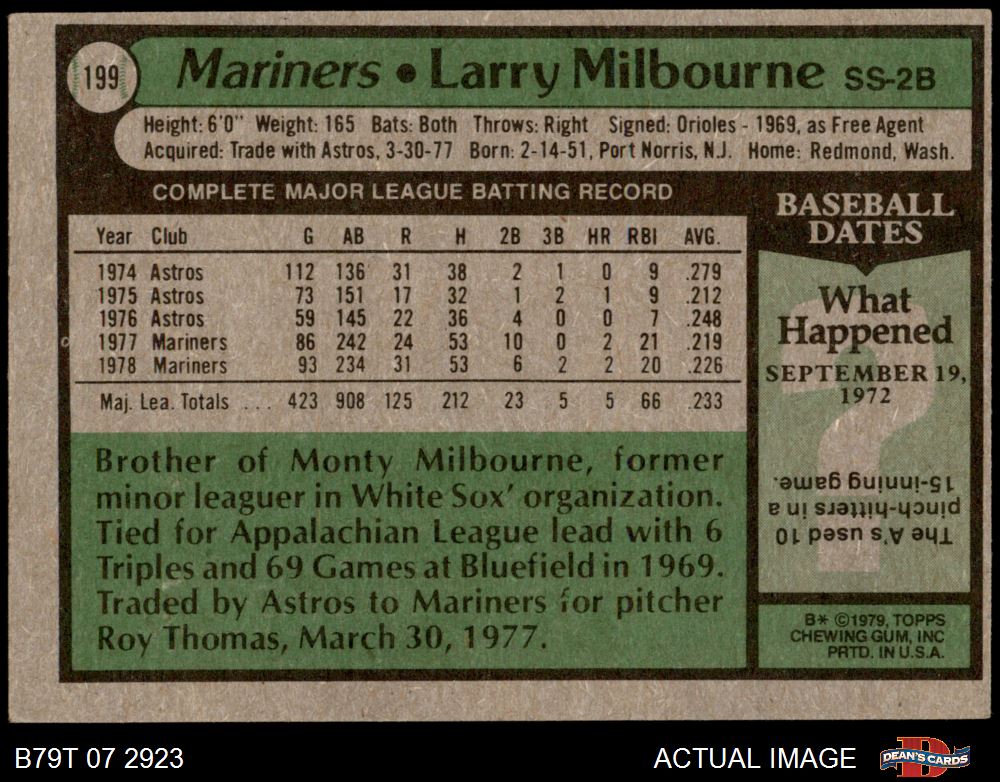 199 Mariners • Larry Milbourne SS-2B
Height: 6'0" Weight: 165 Bats: Both Throws: Right Signed: Orioles - 1969, as Free Agent
Acquired: Trade with Astros, 3-30-77 Born: 2-14-51, Port Norris, N.J. Home: Redmond, Wash.
COMPLETE MAJOR LEAGUE BATTING RECORD
Year Club G AB R H 2B 3B HR RBI AVG.
1974 Astros 112 136 31 38 2 1 0 9 .279
1975 Astros 73 151 17 32 1 2 1 9 .212
1976 Astros 59 145 22 36 4 0 0 7 .248
1977 Mariners 86 242 24 53 10 0 2 21 .219
1978 Mariners 93 234 31 53 6 2 2 20 .226
Maj. Lea. Totals ... 423 908 125 212 23 5 5 66 .233
Brother of Monty Milbourne, former
minor leaguer in White Sox' organization.
Tied for Appalachian League lead with 6
Triples and 69 Games at Bluefield in 1969.
Traded by Astros to Mariners for pitcher
Roy Thomas, March 30, 1977.
BASEBALL
DATES
What
Happened
SEPTEMBER 19,
1972
The A's used 10
pinch-hitters in a
15-inning game.
B* ©1979, TOPPS
CHEWING GUM, INC
PRTD. IN U.S.A.
B79T 07 2923
ACTUAL IMAGE
DEAN'S CARDS